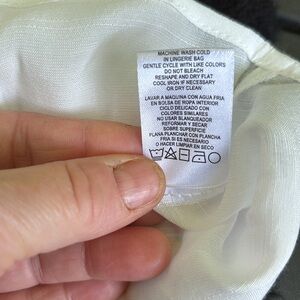 MACHINE WASH COLD
IN LINGERIE BAG
GENTLE CYCLE WITH LIKE COLORS
DO NOT BLEACH
RESHAPE AND DRY FLAT
COOL IRON IF NECESSARY
OR DRY CLEAN
LAVAR A MAQUINA CON AGUA FRIA
EN BOLSA DE ROPA INTERIOR
CICLO DELICADO CON
COLORES SIMILARES
NO USAR BLANQUEADOR
REFORMAR Y SECAR
SOBRE SUPERFICIE
PLANA PLANCHAR CON PLANCHA
FRIA SI ES NECESARIO
O HACER LIMPIAR EN SECO